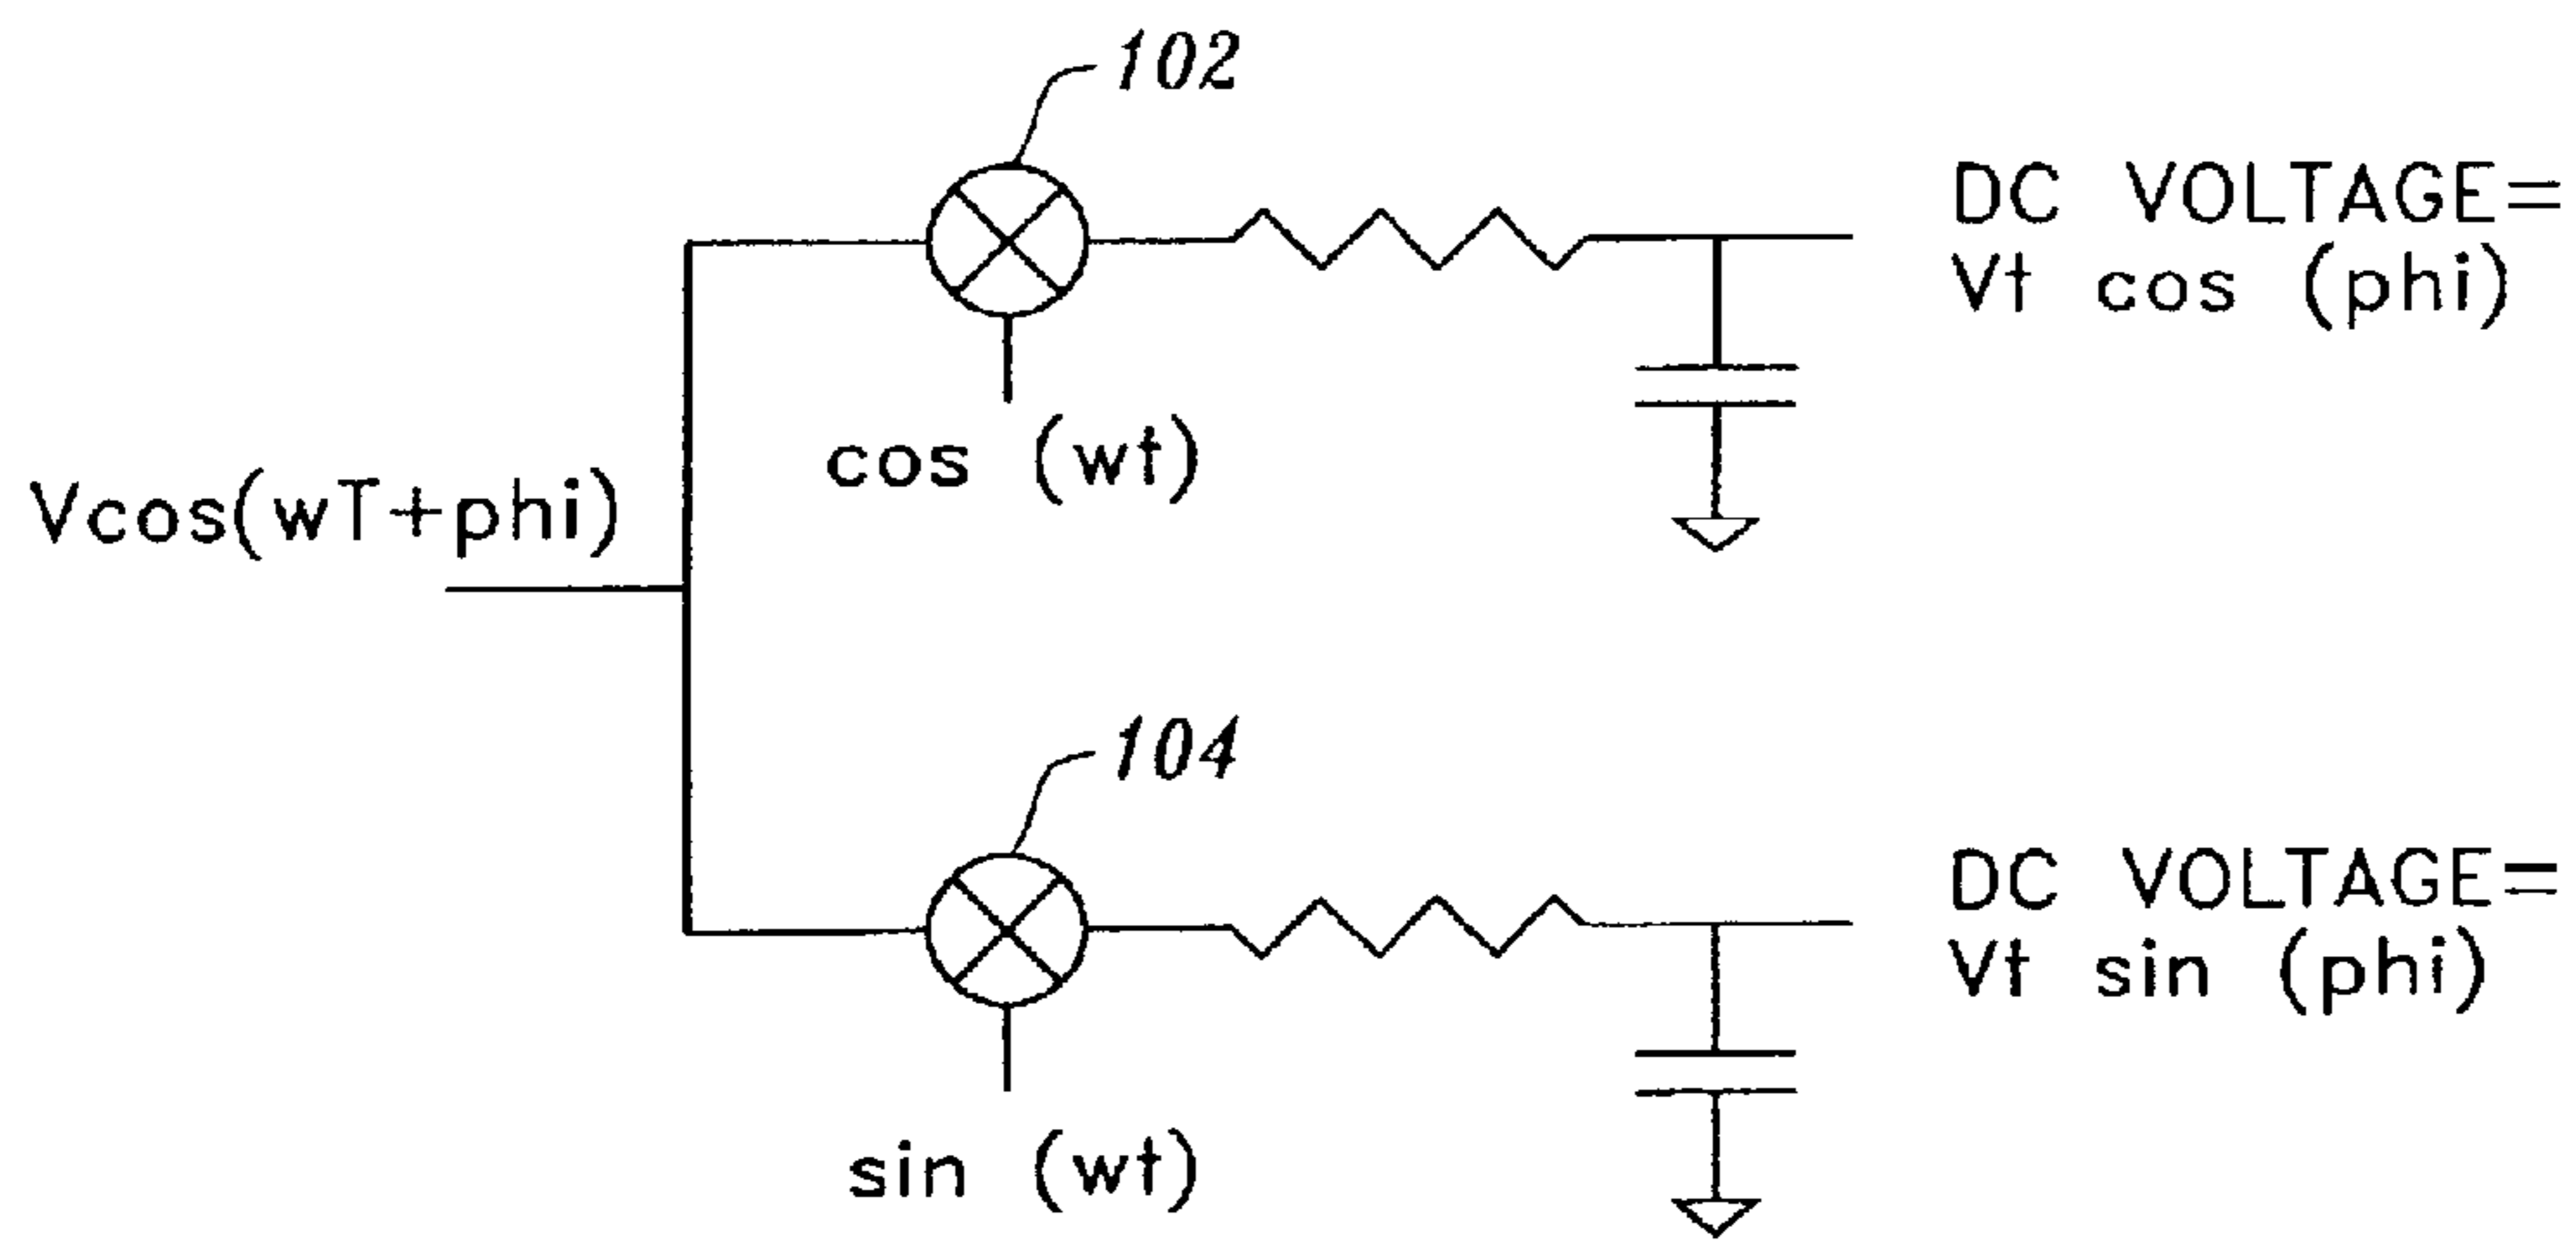 102
DC VOLTAGE=
Vt cos (phi)
cos (wt)
Vcos(wT+phi)
104
DC VOLTAGE=
Vt sin (phi)
sin (wt)